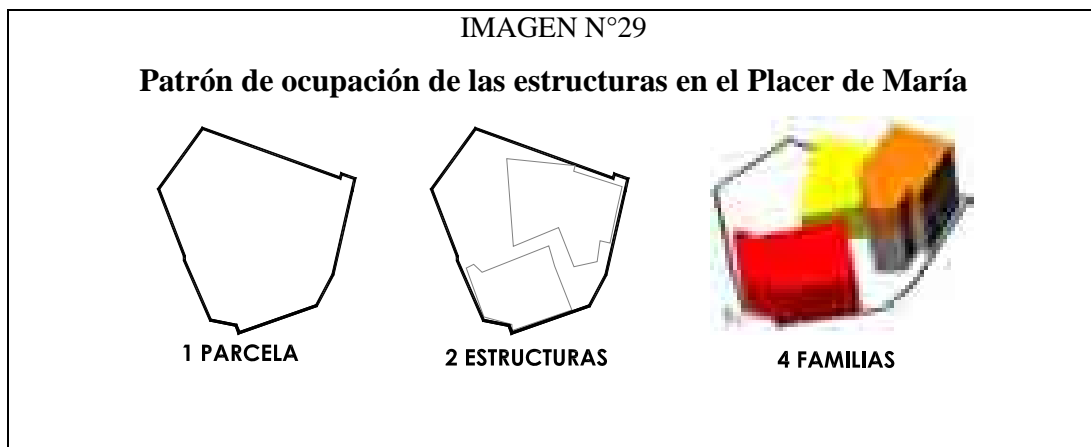 IMAGEN N°29
Patrón de ocupación de las estructuras en el Placer de María
1 PARCELA
2 ESTRUCTURAS
4 FAMILIAS